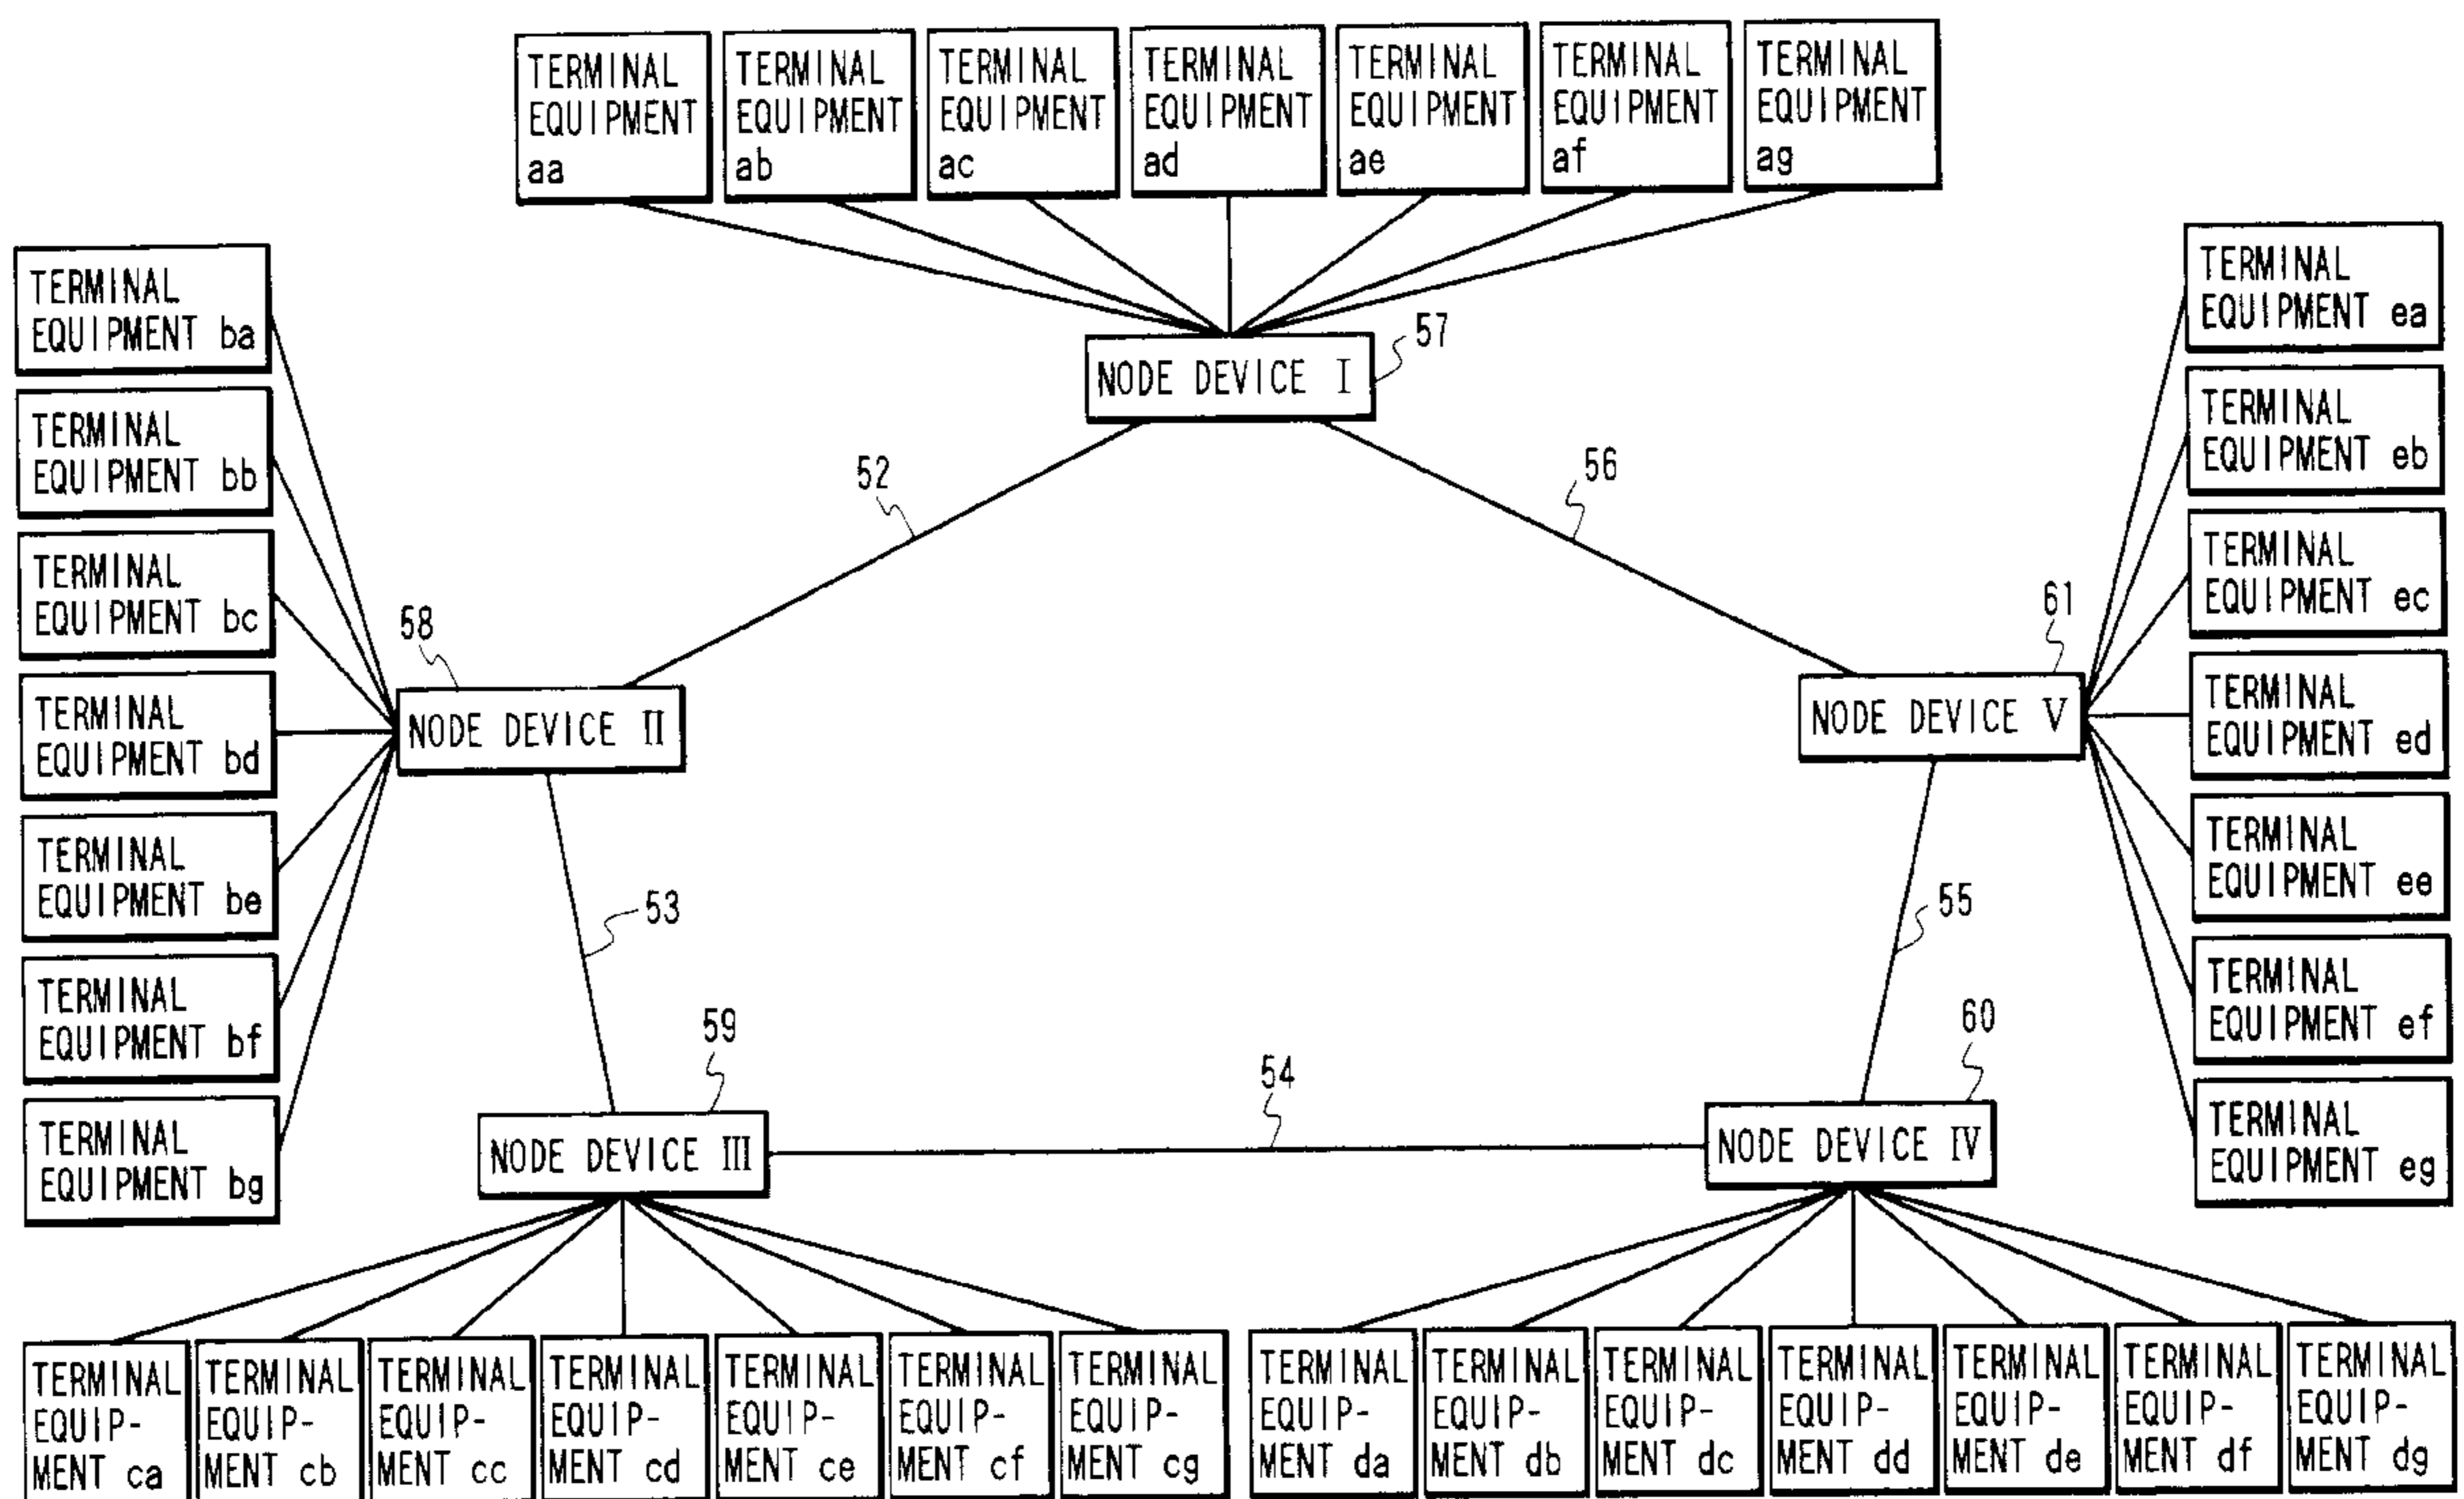 TERMINAL
EQUIPMENT
aa
TERMINAL
EQUIPMENT
ab
TERMINAL
EQUIPMENT
ac
TERMINAL
EQUIPMENT
ad
TERMINAL
EQUIPMENT
ae
TERMINAL
EQUIPMENT
af
TERMINAL
EQUIPMENT
ag
NODE DEVICE I
57
52
56
TERMINAL
EQUIPMENT ba
TERMINAL
EQUIPMENT bb
TERMINAL
EQUIPMENT bc
TERMINAL
EQUIPMENT bd
TERMINAL
EQUIPMENT be
TERMINAL
EQUIPMENT bf
TERMINAL
EQUIPMENT bg
58
NODE DEVICE II
61
NODE DEVICE V
TERMINAL
EQUIPMENT ea
TERMINAL
EQUIPMENT eb
TERMINAL
EQUIPMENT ec
TERMINAL
EQUIPMENT ed
TERMINAL
EQUIPMENT ee
TERMINAL
EQUIPMENT ef
TERMINAL
EQUIPMENT eg
53
55
59
NODE DEVICE III
54
60
NODE DEVICE IV
TERMINAL
EQUIP-
MENT ca
TERMINAL
EQUIP-
MENT cb
TERMINAL
EQUIP-
MENT cc
TERMINAL
EQUIP-
MENT cd
TERMINAL
EQUIP-
MENT ce
TERMINAL
EQUIP-
MENT cf
TERMINAL
EQUIP-
MENT cg
TERMINAL
EQUIP-
MENT da
TERMINAL
EQUIP-
MENT db
TERMINAL
EQUIP-
MENT dc
TERMINAL
EQUIP-
MENT dd
TERMINAL
EQUIP-
MENT de
TERMINAL
EQUIP-
MENT df
TERMINAL
EQUIP-
MENT dg